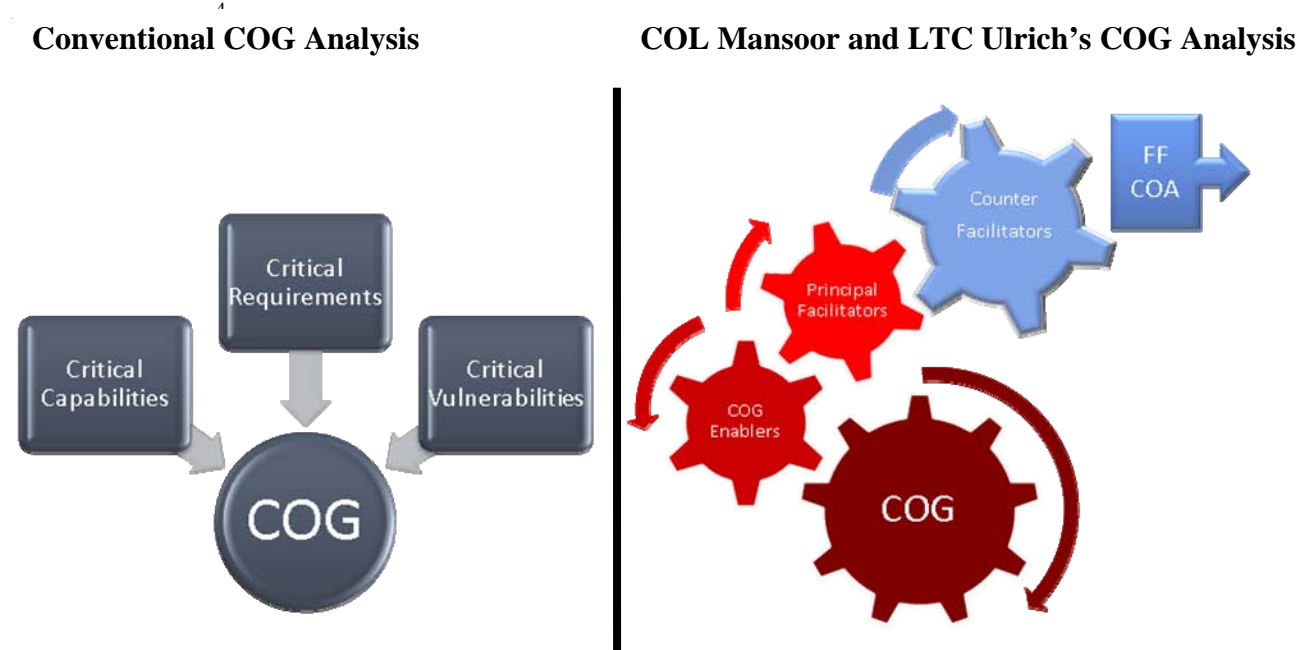 4
Conventional COG Analysis
COL Mansoor and LTC Ulrich’s COG Analysis
Critical
Requirements
Critical
Capabilities
Critical
Vulnerabilities
COG
FF
COA
Counter
Facilitators
Principal
Facilitators
COG
Enablers
COG